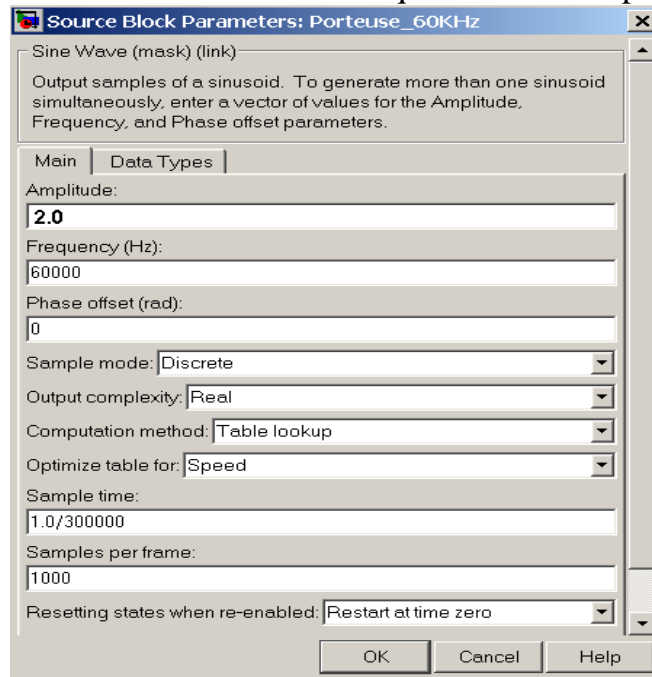 Source Block Parameters: Porteuse_60KHz
Sine Wave (mask) (link)
Output samples of a sinusoid. To generate more than one sinusoid
simultaneously, enter a vector of values for the Amplitude,
Frequency, and Phase offset parameters.
Main Data Types
Amplitude:
2.0
Frequency (Hz):
60000
Phase offset (rad):
0
Sample mode: Discrete
Output complexity: Real
Computation method: Table lookup
Optimize table for: Speed
Sample time:
1.0/300000
Samples per frame:
1000
Resetting states when re-enabled: Restart at time zero
OK Cancel Help